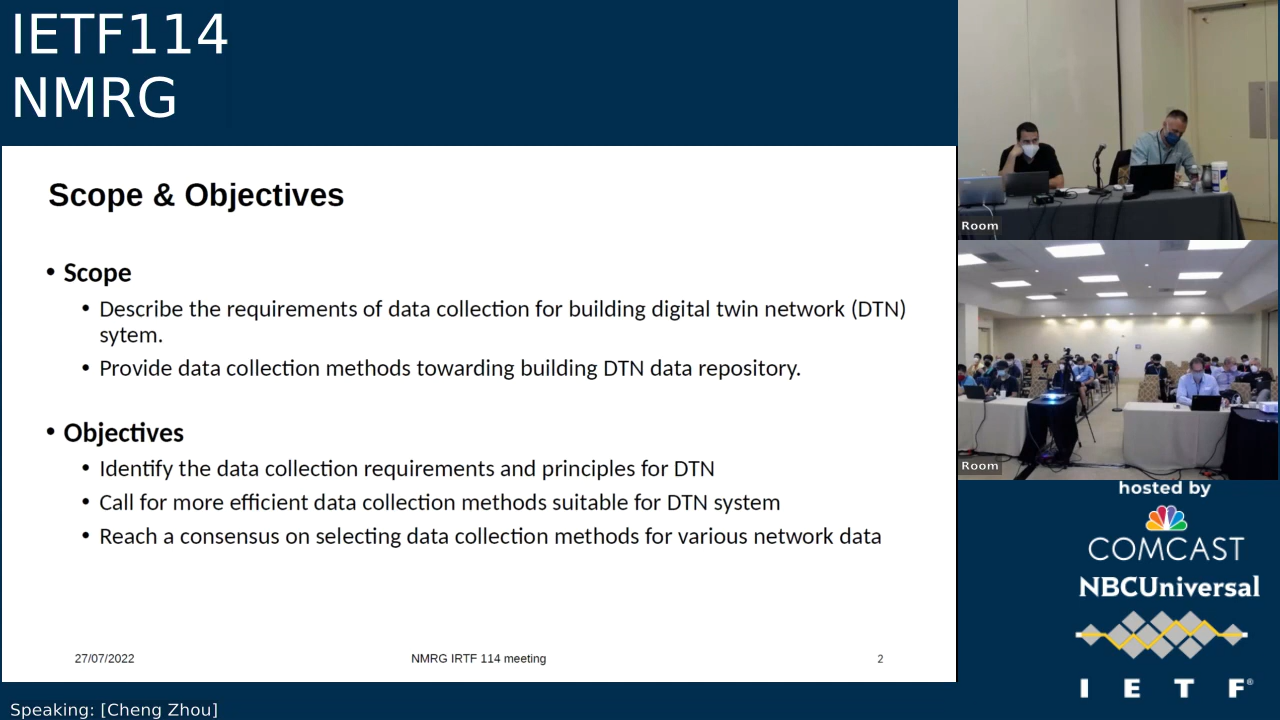 IETF114
NMRG
Scope & Objectives
• Scope
• Describe the requirements of data collection for building digital twin network (DTN)
sytem.
• Provide data collection methods towarding building DTN data repository.
• Objectives
• Identify the data collection requirements and principles for DTN
• Call for more efficient data collection methods suitable for DTN system
• Reach a consensus on selecting data collection methods for various network data
27/07/2022
NMRG IRTF 114 meeting
2
Room
Room
hosted by
COMCAST
NBCUniversal
I E T F®
Speaking: [Cheng Zhou]